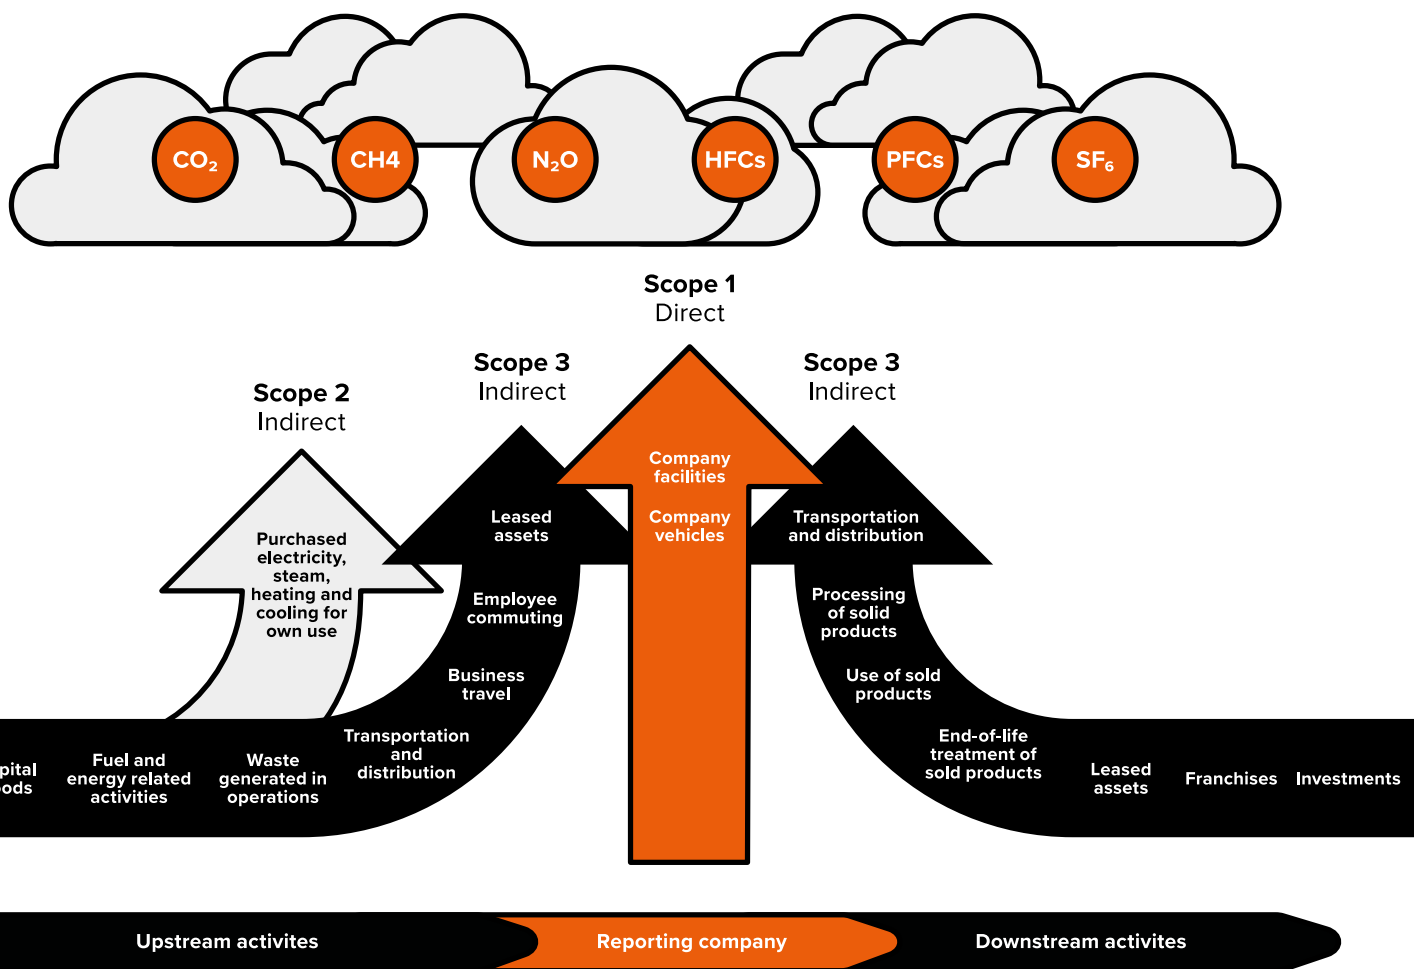 CO₂
CH4
N₂O
HFCs
PFCs
SF₆
Scope 1
Direct
Scope 3
Indirect
Scope 3
Indirect
Scope 2
Indirect
Company
facilities
Company
vehicles
Purchased
electricity,
steam,
heating and
cooling for
own use
Leased
assets
Employee
commuting
Business
travel
Transportation
and
distribution
Waste
generated in
operations
Fuel and
energy related
activities
pital
ods
Transportation
and distribution
Processing
of solid
products
Use of sold
products
End-of-life
treatment of
sold products
Leased
assets
Franchises
Investments
Upstream activites
Reporting company
Downstream activites